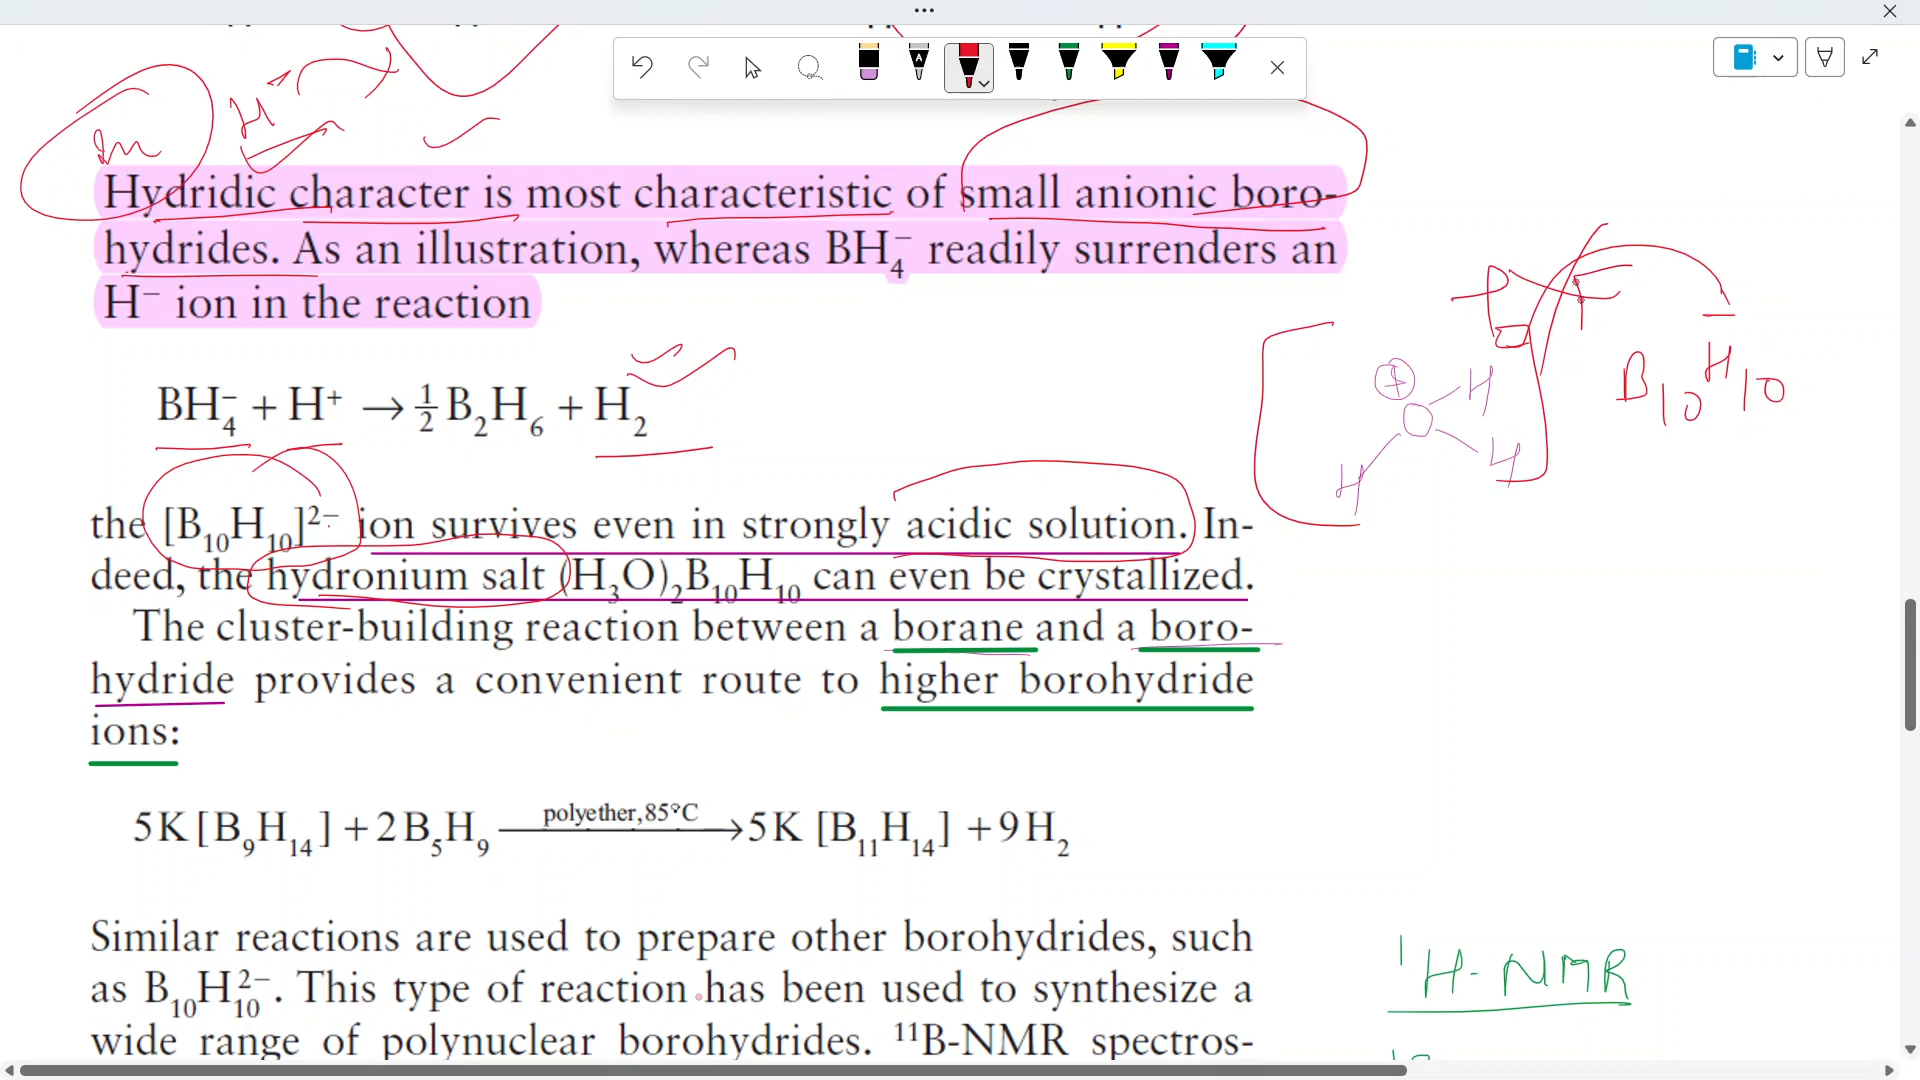 H⁻
Hydridic character is most characteristic of small anionic boro-
hydrides. As an illustration, whereas BH₄⁻ readily surrenders an
H⁻ ion in the reaction
BH₄⁻ + H⁺ → ½ B₂H₆ + H₂
the [B₁₀H₁₀]²⁻ ion survives even in strongly acidic solution. In-
deed, the hydronium salt (H₃O)₂B₁₀H₁₀ can even be crystallized.
The cluster-building reaction between a borane and a boro-
hydride provides a convenient route to higher borohydride
ions:
5K [B₉H₁₄] + 2B₅H₉ polyether,85°C → 5K [B₁₁H₁₄] + 9H₂
Similar reactions are used to prepare other borohydrides, such
as B₁₀H₁₀²⁻. This type of reaction has been used to synthesize a
wide range of polynuclear borohydrides. ¹¹B-NMR spectros-
+
O H
H H
B₁₀H₁₀
¹H-NMR